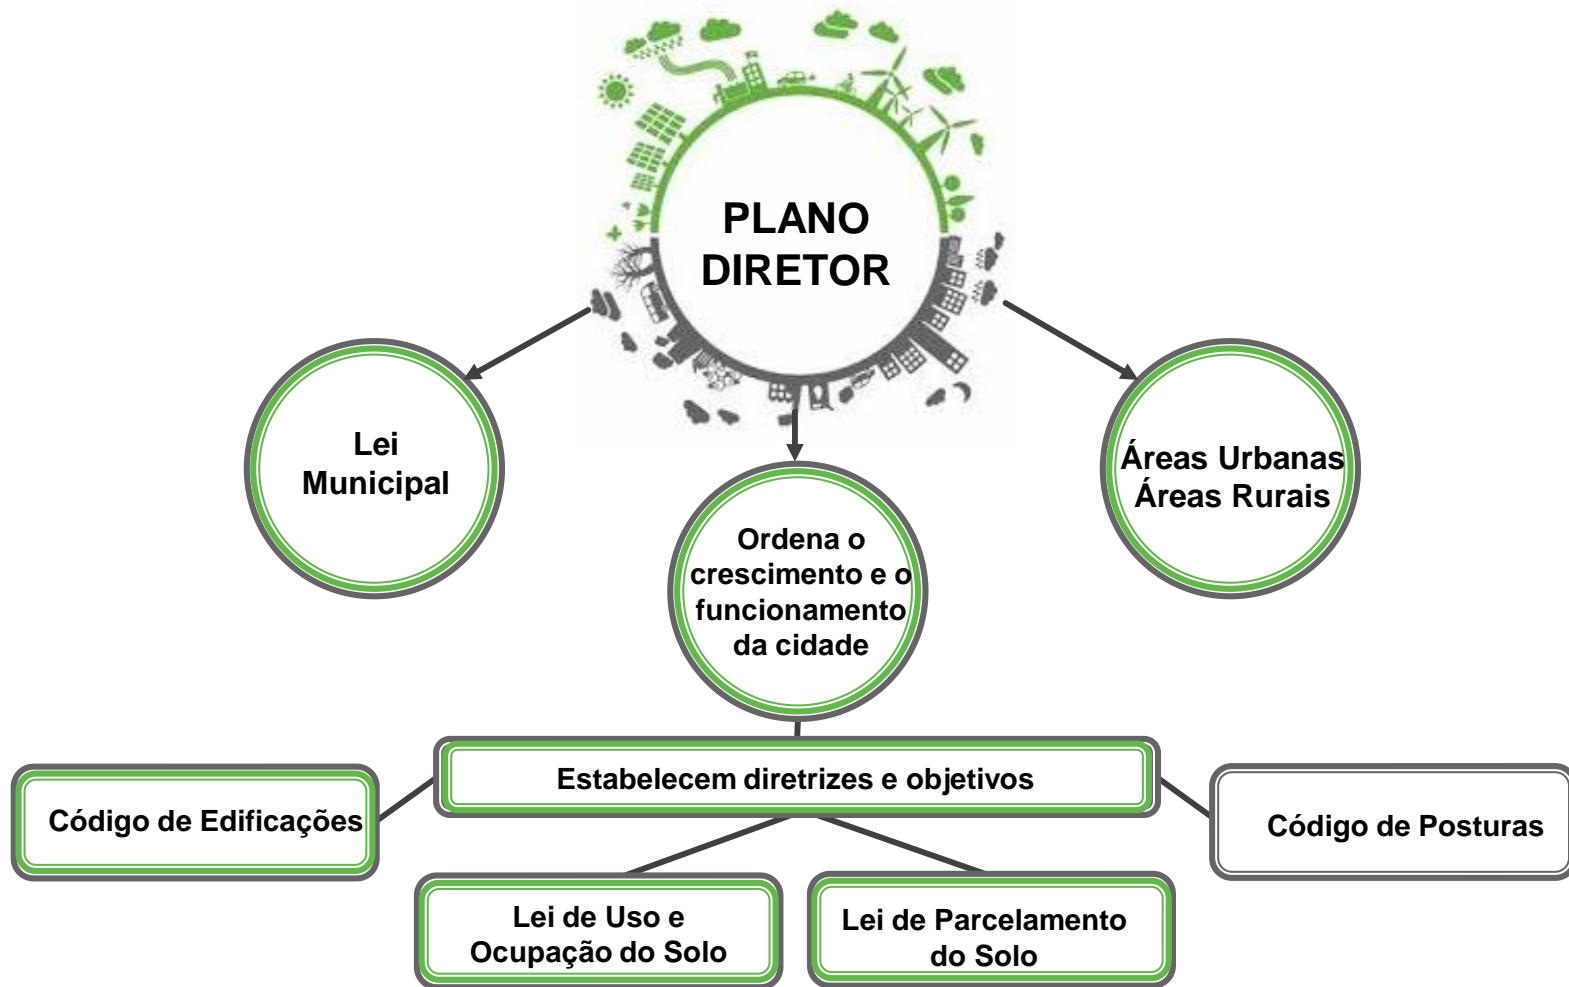 PLANO
DIRETOR
Lei
Municipal
Áreas Urbanas
Áreas Rurais
Ordena o
crescimento e o
funcionamento
da cidade
Estabelecem diretrizes e objetivos
Código de Edificações
Código de Posturas
Lei de Uso e
Ocupação do Solo
Lei de Parcelamento
do Solo